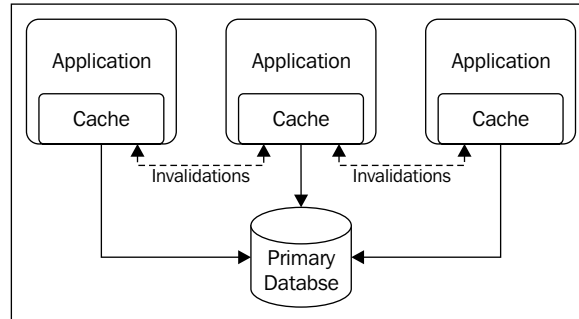 Application
Application
Application
Cache
Cache
Cache
Invalidations
Invalidations
Primary
Databse